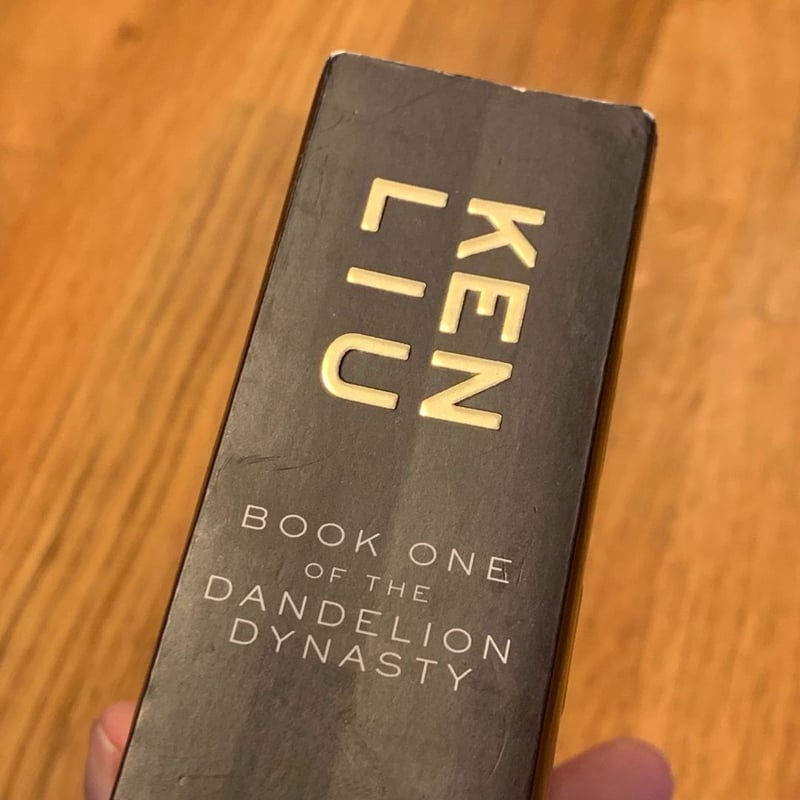 KEN
LIU
BOOK ONE
OF THE
DANDELION
DYNASTY